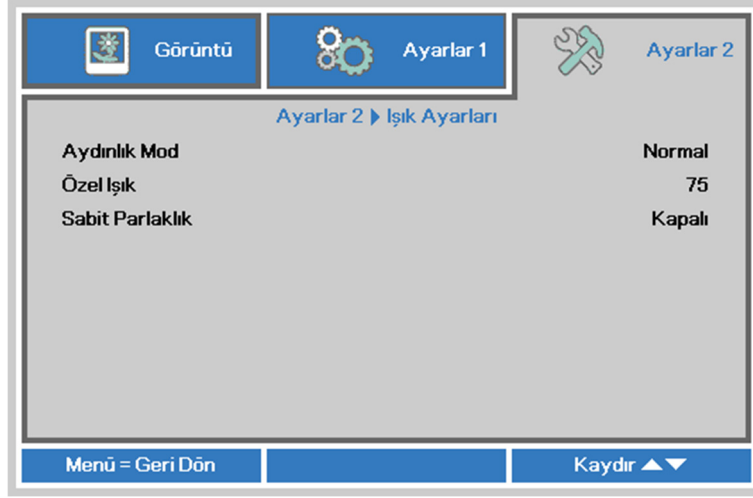 Görüntü
Ayarlar 1
Ayarlar 2
Ayarlar 2 Işık Ayarları
Aydınlık Mod Normal
Özel Işık 75
Sabit Parlaklık Kapalı
Menü = Geri Dön
Kaydır